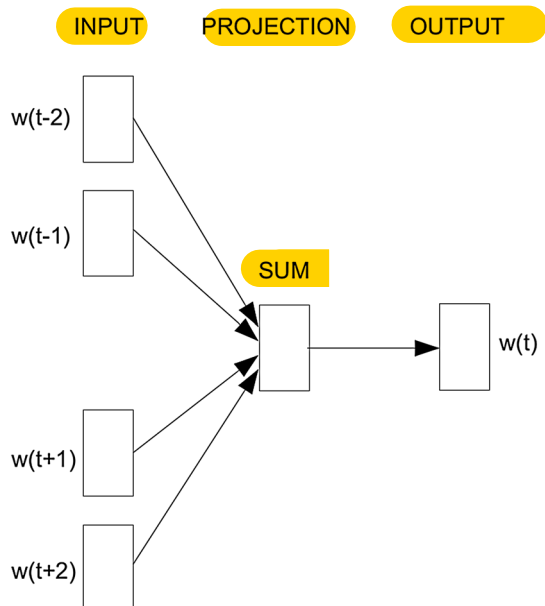 INPUT PROJECTION OUTPUT
w(t-2)
w(t-1)
SUM
w(t)
w(t+1)
w(t+2)